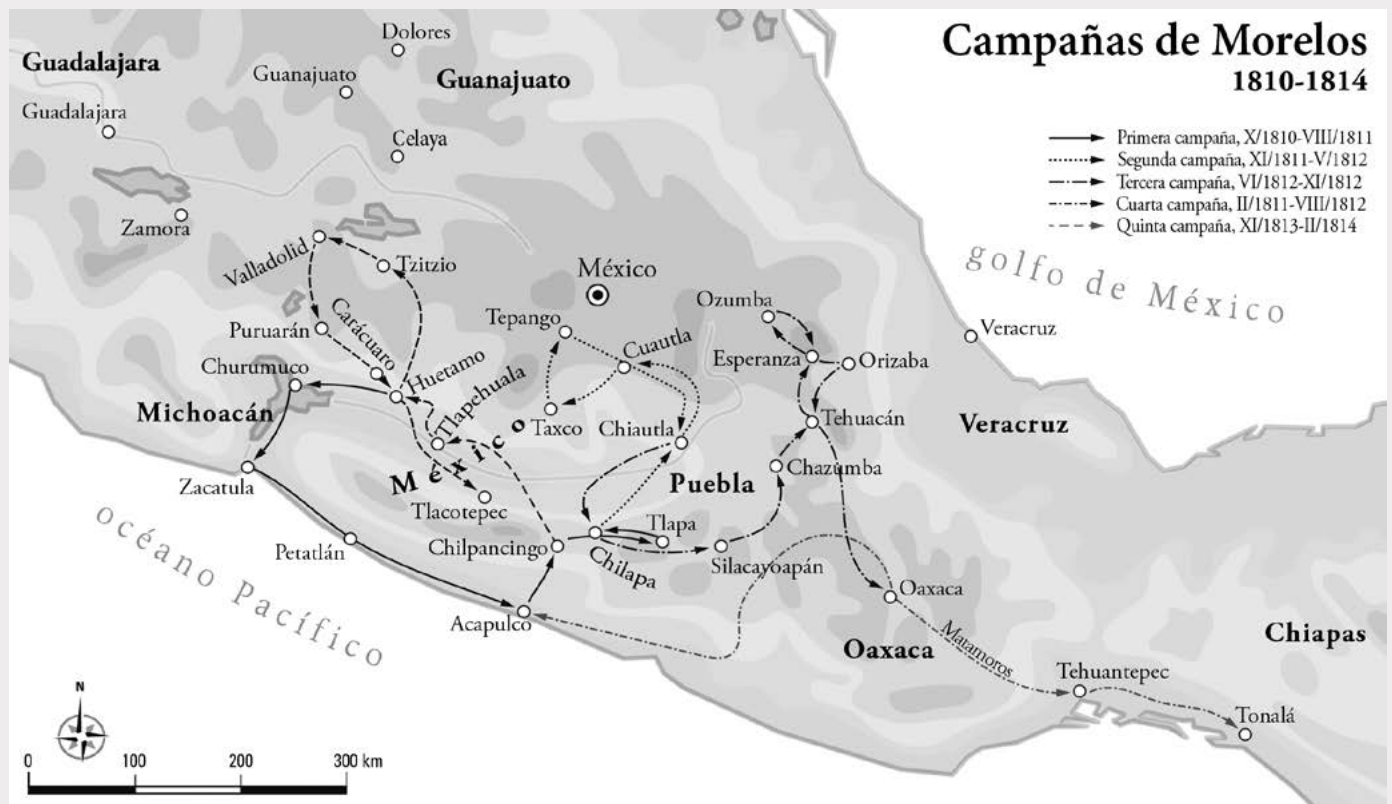 Campañas de Morelos
1810-1814
Primera campaña, X/1810-VIII/1811
Segunda campaña, XI/1811-V/1812
Tercera campaña, VI/1812-XI/1812
Cuarta campaña, II/1811-VIII/1812
Quinta campaña, XI/1813-II/1814
Dolores
Guadalajara
Guanajuato
Guanajuato
Guadalajara
Celaya
Zamora
Valladolid
Tzitzio
México
golfo de México
Ozumba
Puruarán
Carácuaro
Tepango
Cuautla
Veracruz
Churumuco
Huetamo
Esperanza
Orizaba
Michoacán
Tlapehuala
México
Taxco
Chiautla
Tehuacán
Veracruz
Zacatula
Puebla
Chazumba
Tlacotepec
océano Pacífico
Petatlán
Chilpancingo
Chilapa
Tlapa
Silacayoapán
Acapulco
Oaxaca
Oaxaca
Matamoros
Chiapas
Tehuantepec
Tonalá
N
0 100 200 300 km